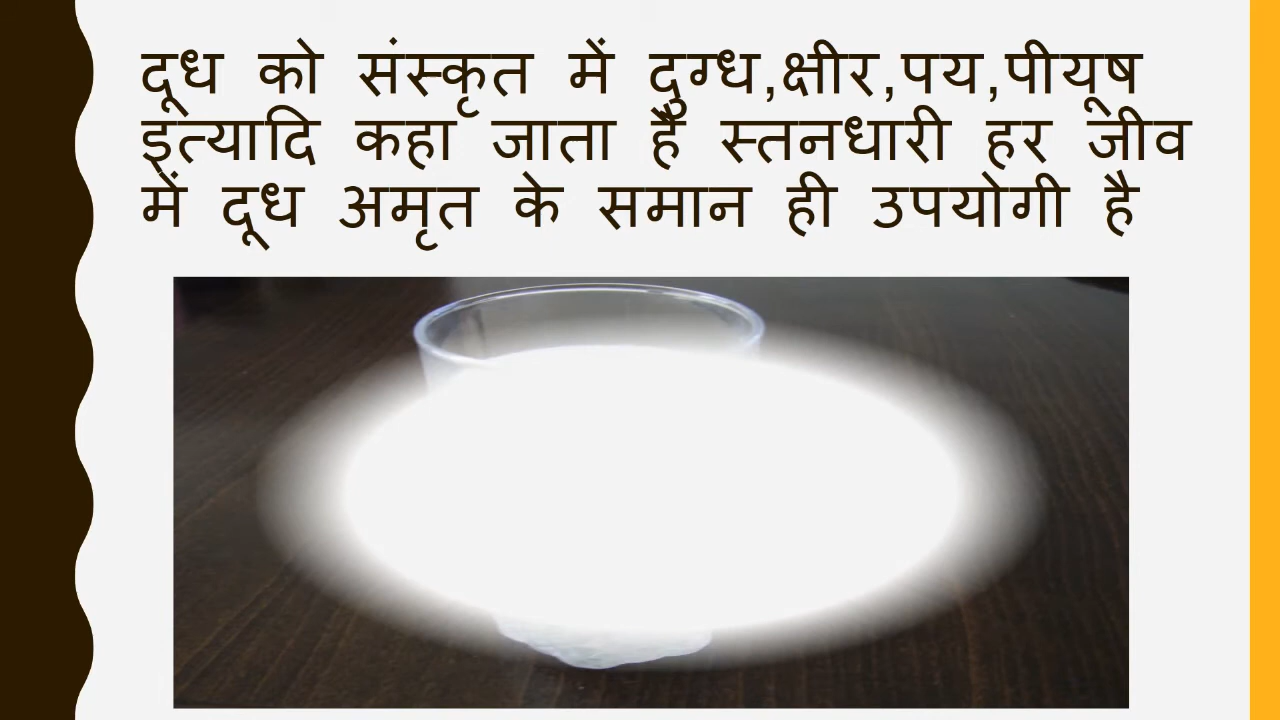 दूध को संस्कृत में दुग्ध,क्षीर,पय,पीयूष
इत्यादि कहा जाता है स्तनधारी हर जीव
में दूध अमृत के समान ही उपयोगी है